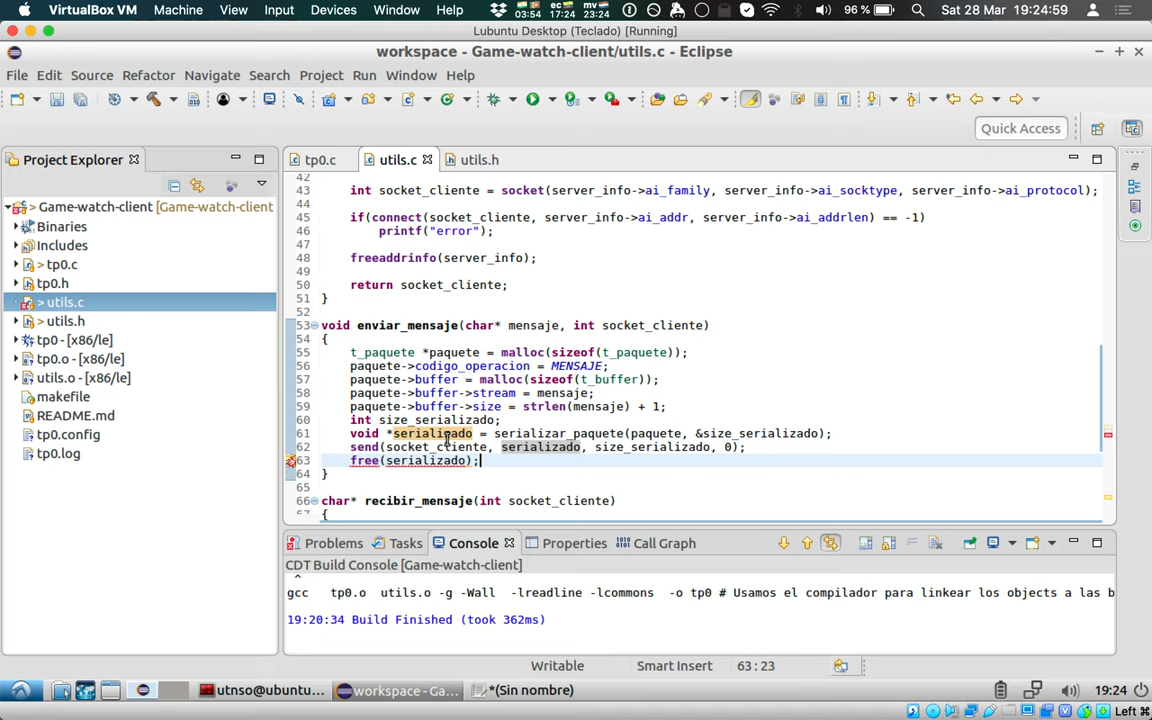 VirtualBox VM Machine View Input Devices Window Help 03:54 ec 17:24 mv 23:24 96 % Sat 28 Mar 19:24:59
Lubuntu Desktop (Teclado) [Running]
workspace - Game-watch-client/utils.c - Eclipse
File Edit Source Refactor Navigate Search Project Run Window Help
Quick Access
Project Explorer
tp0.c utils.c utils.h
> Game-watch-client [Game-watch-client
Binaries
Includes
> tp0.c
tp0.h
> utils.c
> utils.h
tp0 - [x86/le]
tp0.o - [x86/le]
utils.o - [x86/le]
makefile
README.md
tp0.config
tp0.log
42
43 int socket_cliente = socket(server_info->ai_family, server_info->ai_socktype, server_info->ai_protocol);
44
45 if(connect(socket_cliente, server_info->ai_addr, server_info->ai_addrlen) == -1)
46 printf("error");
47
48 freeaddrinfo(server_info);
49
50 return socket_cliente;
51 }
52
53 void enviar_mensaje(char* mensaje, int socket_cliente)
54 {
55 t_paquete *paquete = malloc(sizeof(t_paquete));
56 paquete->codigo_operacion = MENSAJE;
57 paquete->buffer = malloc(sizeof(t_buffer));
58 paquete->buffer->stream = mensaje;
59 paquete->buffer->size = strlen(mensaje) + 1;
60 int size_serializado;
61 void *serializado = serializar_paquete(paquete, &size_serializado);
62 send(socket_cliente, serializado, size_serializado, 0);
63 free(serializado);
64 }
65
66 char* recibir_mensaje(int socket_cliente)
67 {
Problems Tasks Console Properties Call Graph
CDT Build Console [Game-watch-client]
^
gcc tp0.o utils.o -g -Wall -lreadline -lcommons -o tp0 # Usamos el compilador para linkear los objects a las b
19:20:34 Build Finished (took 362ms)
Writable Smart Insert 63 : 23
utnso@ubuntu... workspace - Ga... *(Sin nombre) 19:24
Left ⌘